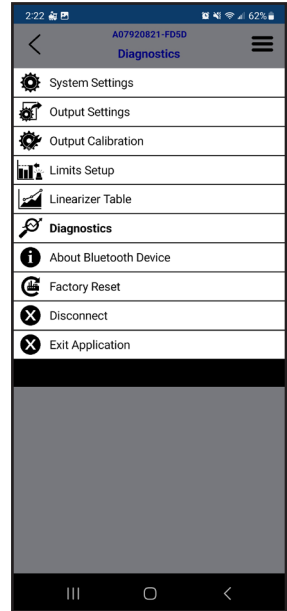 2:22 62%
A07920821-FD5D
Diagnostics
System Settings
Output Settings
Output Calibration
Limits Setup
Linearizer Table
Diagnostics
About Bluetooth Device
Factory Reset
Disconnect
Exit Application